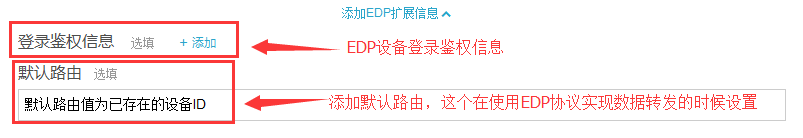 添加EDP扩展信息
登录鉴权信息 选填 + 添加
EDP设备登录鉴权信息
默认路由 选填
默认路由值为已存在的设备ID
添加默认路由，这个在使用EDP协议实现数据转发的时候设置